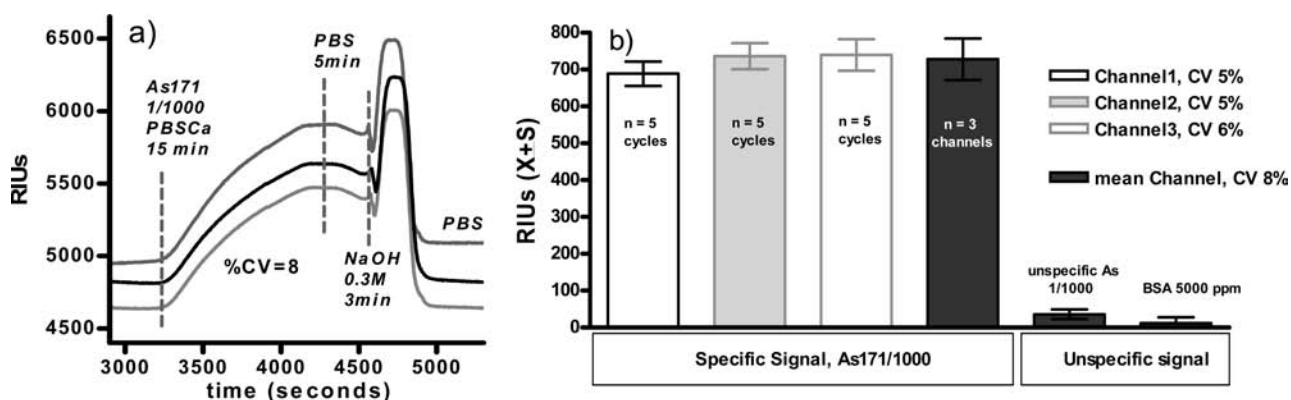 a)
RIUs
6500
6000
5500
5000
4500
As171
1/1000
PBSCa
15 min
PBS
5min
%CV=8
NaOH
0.3M
3min
PBS
3000 3500 4000 4500 5000
time (seconds)
b)
RIUs (X+S)
800
700
600
500
400
300
200
100
0
n = 5
cycles
n = 5
cycles
n = 5
cycles
n = 3
channels
unspecific As
1/1000
BSA 5000 ppm
Specific Signal, As171/1000
Unspecific signal
Channel1, CV 5%
Channel2, CV 5%
Channel3, CV 6%
mean Channel, CV 8%